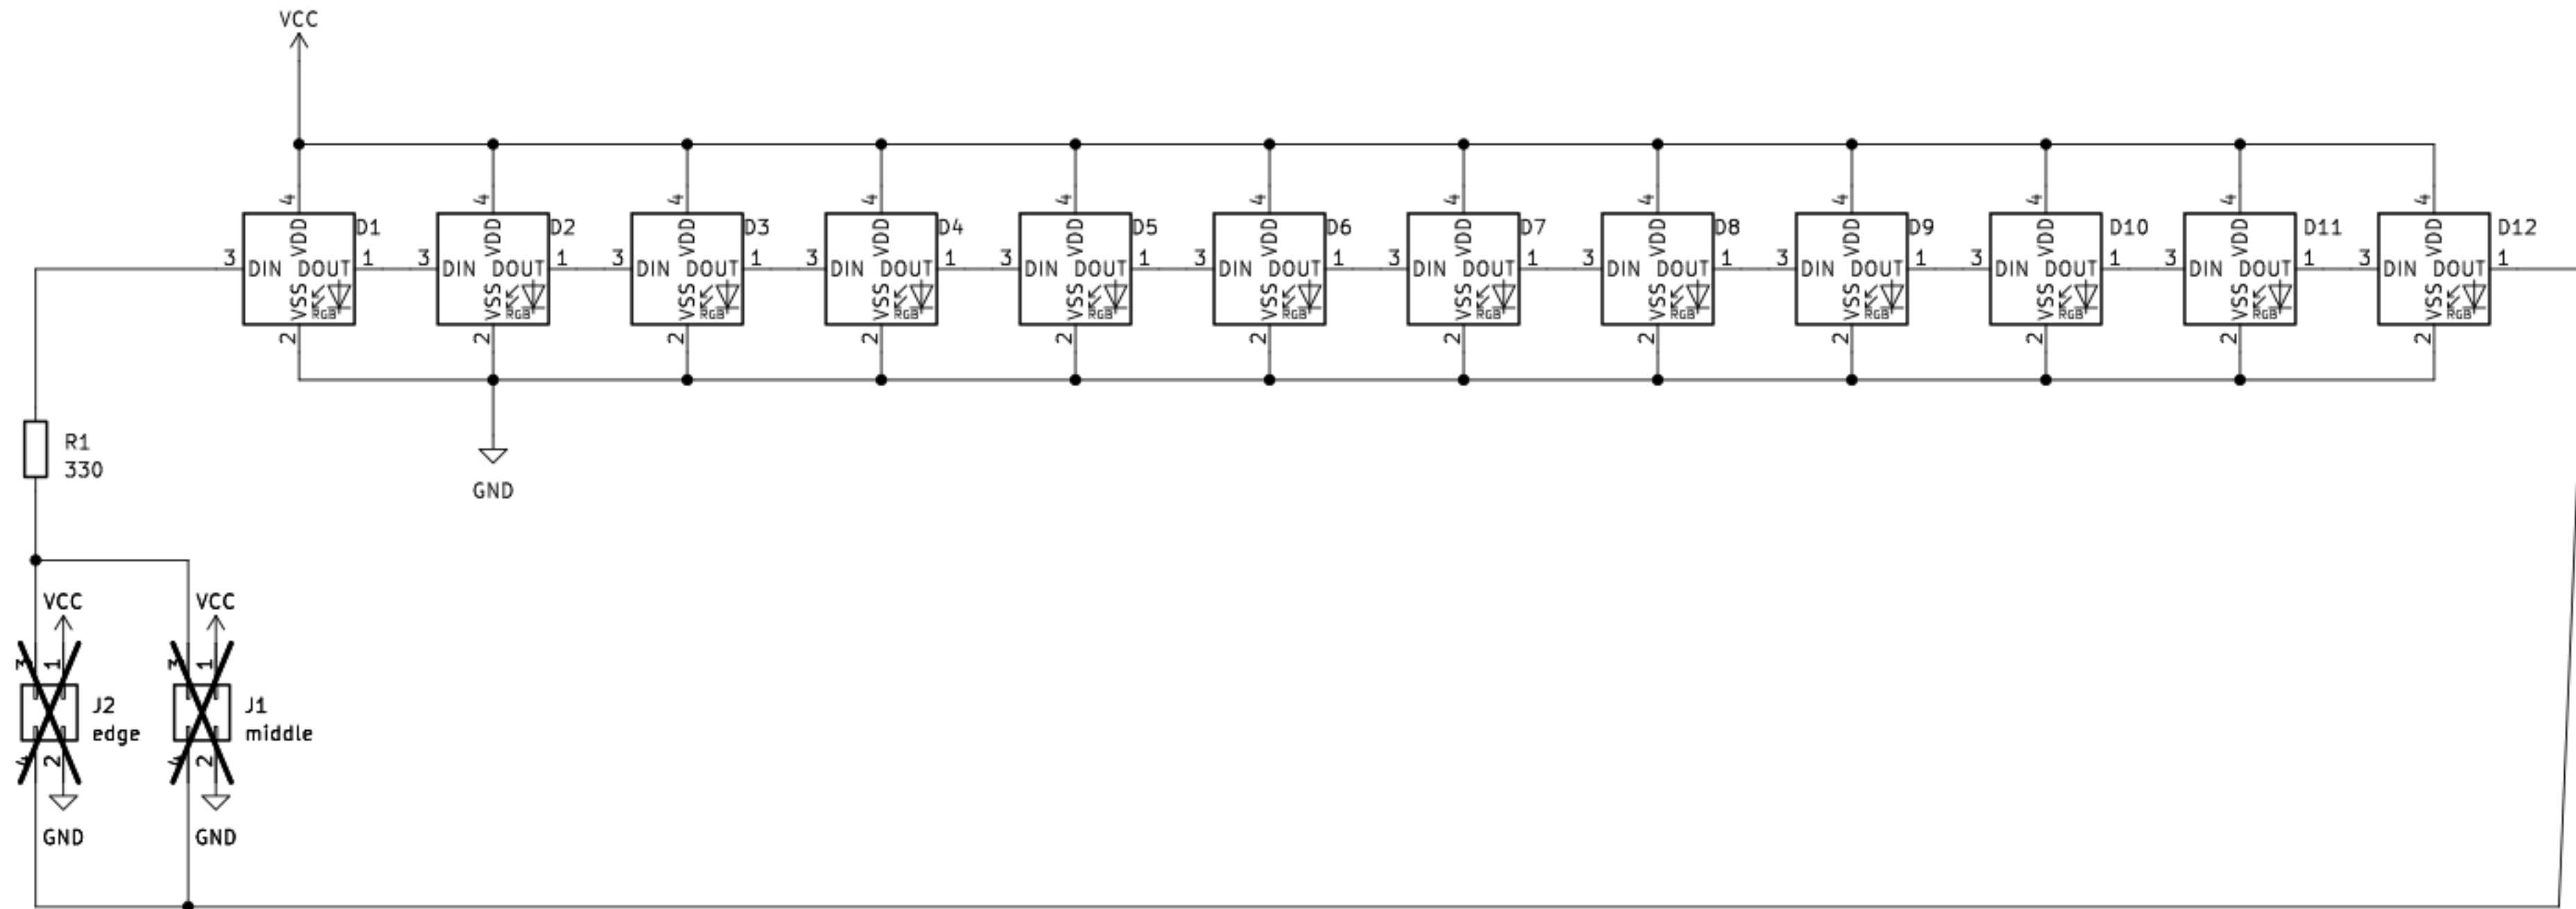 VCC
4 4 4 4 4 4 4 4 4 4 4 4
D1 D2 D3 D4 D5 D6 D7 D8 D9 D10 D11 D12
VDD VDD VDD VDD VDD VDD VDD VDD VDD VDD VDD VDD
3 DIN DOUT 1 3 DIN DOUT 1 3 DIN DOUT 1 3 DIN DOUT 1 3 DIN DOUT 1 3 DIN DOUT 1 3 DIN DOUT 1 3 DIN DOUT 1 3 DIN DOUT 1 3 DIN DOUT 1 3 DIN DOUT 1 3 DIN DOUT 1
VSS RGB VSS RGB VSS RGB VSS RGB VSS RGB VSS RGB VSS RGB VSS RGB VSS RGB VSS RGB VSS RGB VSS RGB
2 2 2 2 2 2 2 2 2 2 2 2
R1
330
GND
VCC VCC
3 1 3 1
J2 J1
edge middle
4 2 4 2
GND GND